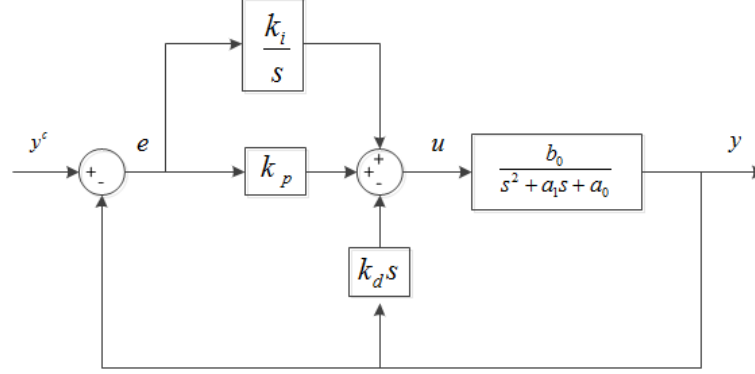 k_i
s
+
y^c
+
-
e
k_p
+
-
u
b_0
s^2 + a_1 s + a_0
y
k_d s